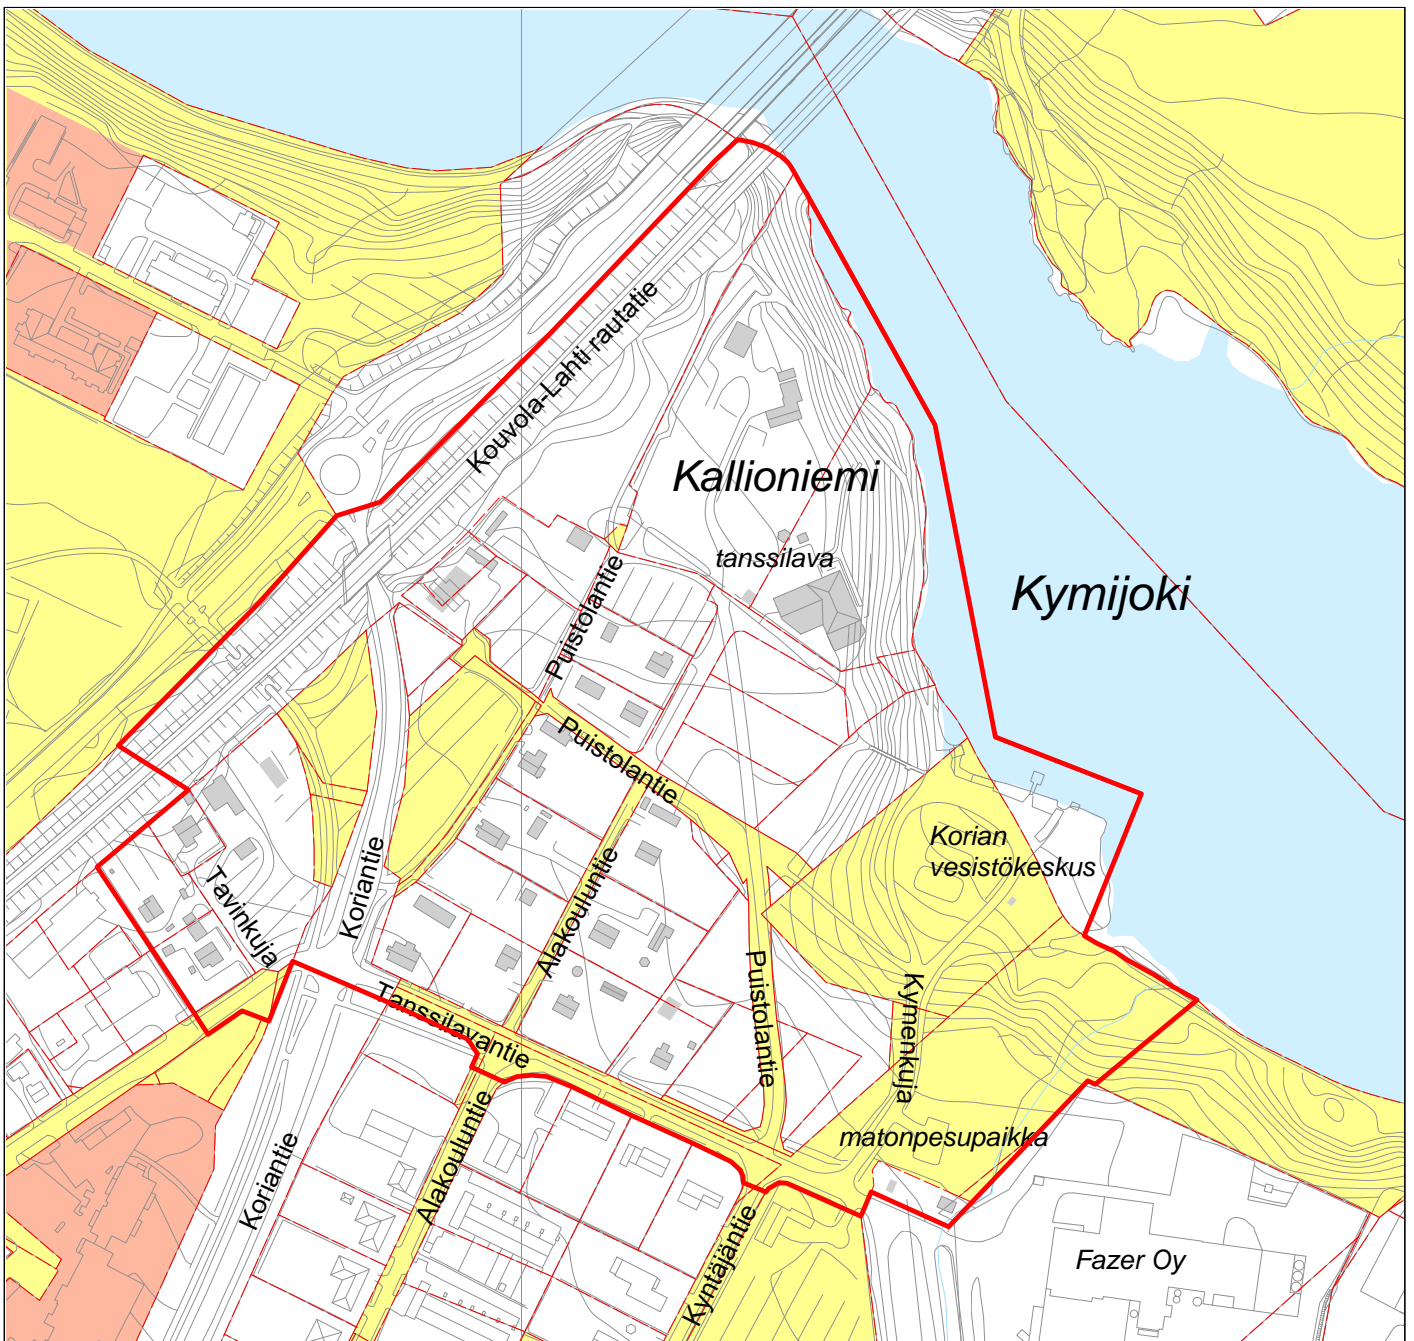 Kouvola-Lahti rautatie
Kallioniemi
tanssilava
Kymijoki
Puistolantie
Puistolantie
Korian
vesistökeskus
Tavinkuja
Koriantie
Alakouluntie
Puistolantie
Kymenkuja
Tanssilavantie
matonpesupaikka
Koriantie
Alakouluntie
Kyntäjäntie
Fazer Oy